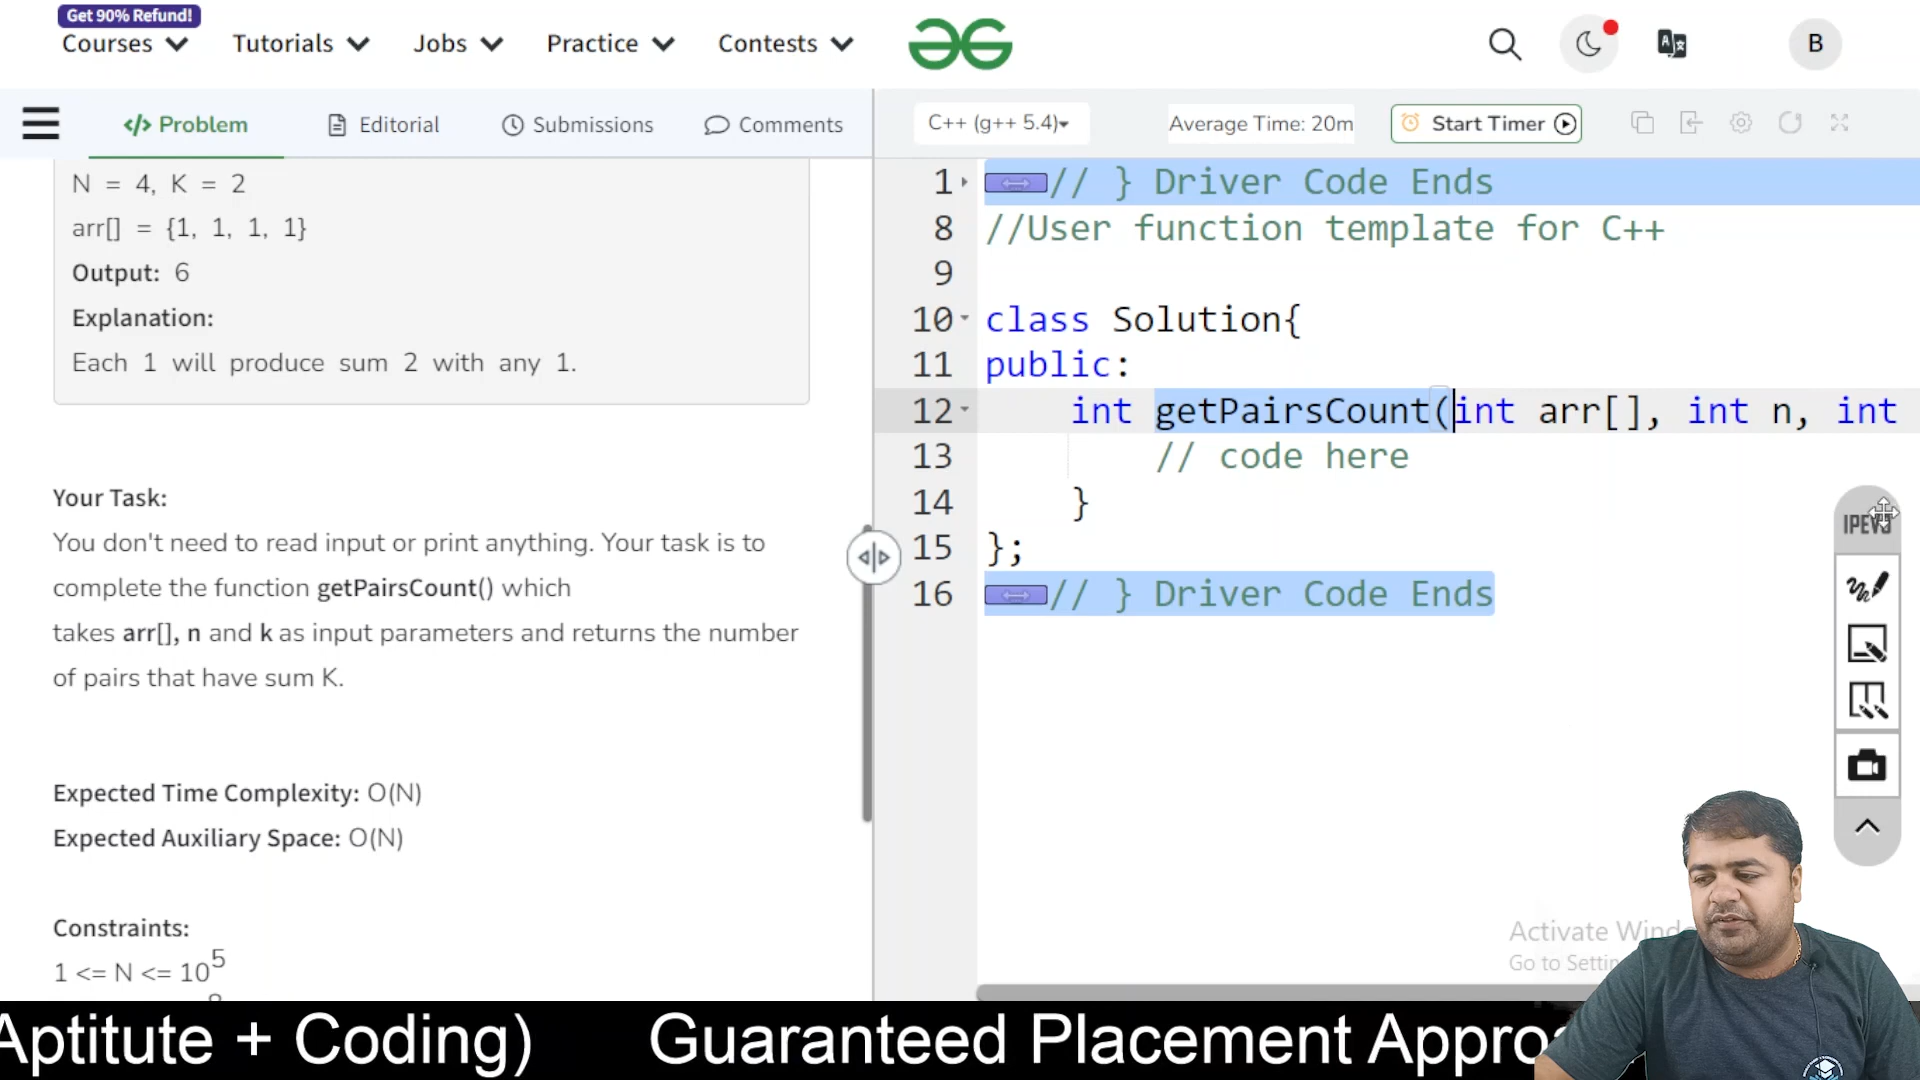 Get 90% Refund!
Courses Tutorials Jobs Practice Contests
B
Problem Editorial Submissions Comments
C++ (g++ 5.4) Average Time: 20m Start Timer
N = 4, K = 2
arr[] = {1, 1, 1, 1}
Output: 6
Explanation:
Each 1 will produce sum 2 with any 1.
Your Task:
You don't need to read input or print anything. Your task is to
complete the function getPairsCount() which
takes arr[], n and k as input parameters and returns the number
of pairs that have sum K.
Expected Time Complexity: O(N)
Expected Auxiliary Space: O(N)
Constraints:
1 <= N <= 10^5
1 // } Driver Code Ends
8 //User function template for C++
9
10 class Solution{
11 public:
12 int getPairsCount(int arr[], int n, int
13 // code here
14 }
15 };
16 // } Driver Code Ends
IPEVO
Activate Wind
Go to Settin
Aptitute + Coding) Guaranteed Placement Appro